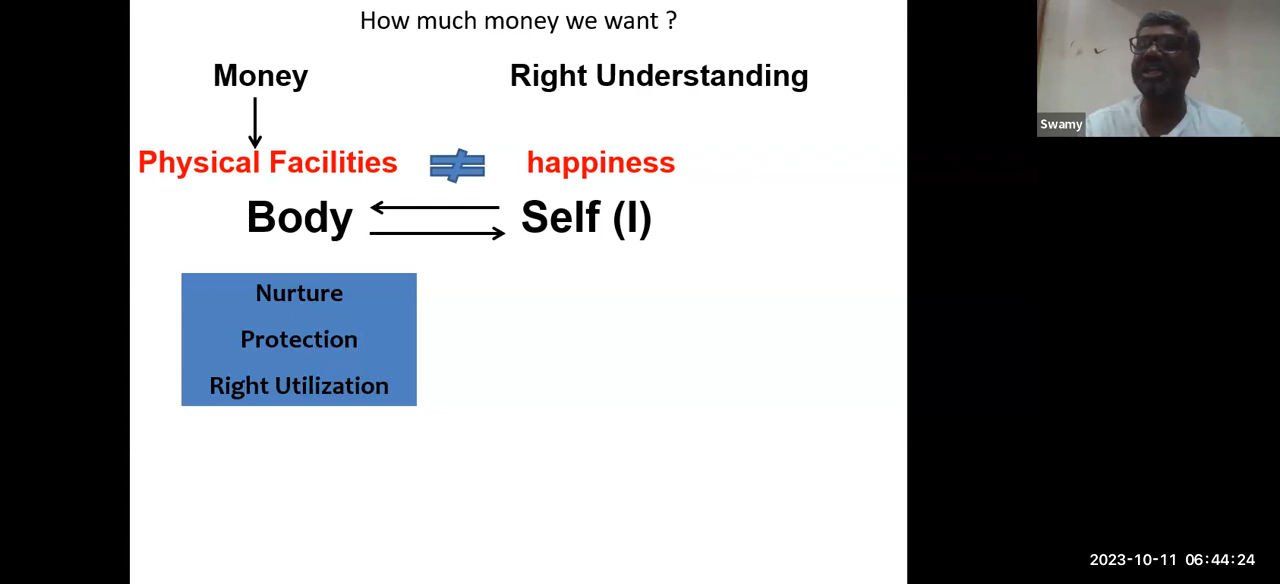 How much money we want ?
Money
Right Understanding
Physical Facilities
happiness
Body
Self (I)
Nurture
Protection
Right Utilization
Swamy
2023-10-11 06:44:24